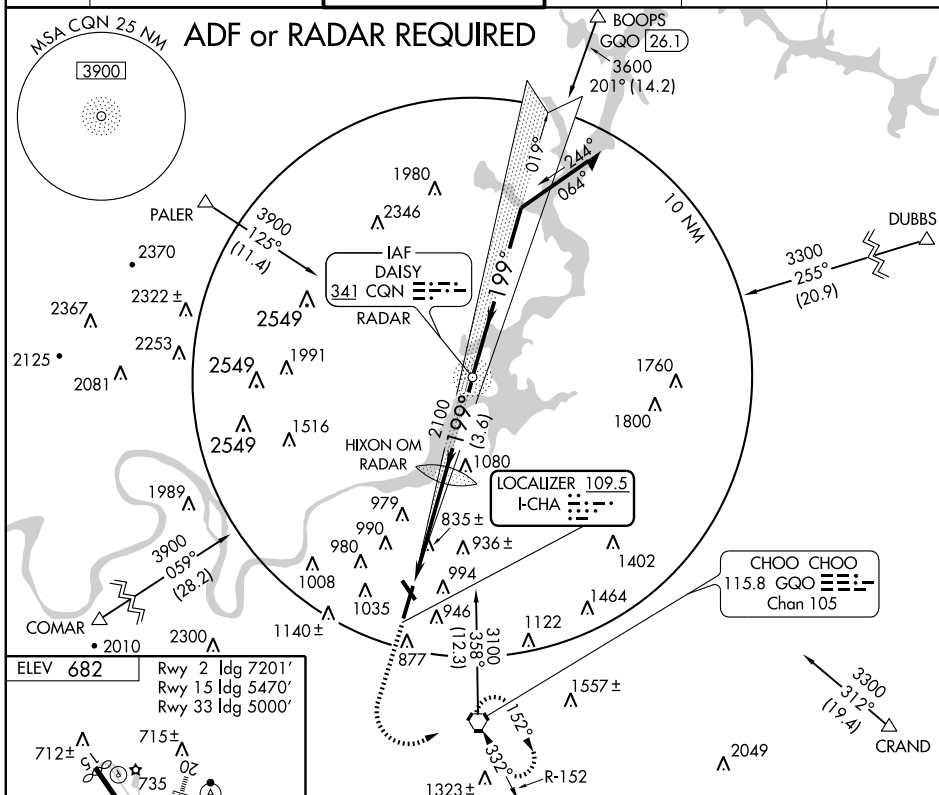 MSA CQN 25 NM
3900
ADF or RADAR REQUIRED
BOOPS
GQO 26.1
3600
201° (14.2)
019°
244°
064°
10 NM
1980
2346
PALER
3900
125°
(11.4)
2370
DUBBS
3300
255°
(20.9)
IAF
DAISY
341 CQN
RADAR
199°
2367
2322 ±
2549
2125
2253
2081
2549
1991
1760
1800
2549
1516
2100
199°
(3.6)
HIXON OM
RADAR
1080
LOCALIZER 109.5
I-CHA
1989
979
990
835 ±
936 ±
980
1402
3900
059°
(28.2)
1008
1035
994
946
1464
CHOO CHOO
115.8 GQO
Chan 105
COMAR
1140 ±
877
1122
3100
358°
(12.3)
2010
2300
ELEV 682
Rwy 2 ldg 7201'
Rwy 15 ldg 5470'
Rwy 33 ldg 5000'
1557 ±
152°
332°
R-152
3300
312°
(19.4)
CRAND
2049
1323 ±
712 ±
715 ±
735
15
20
P
A